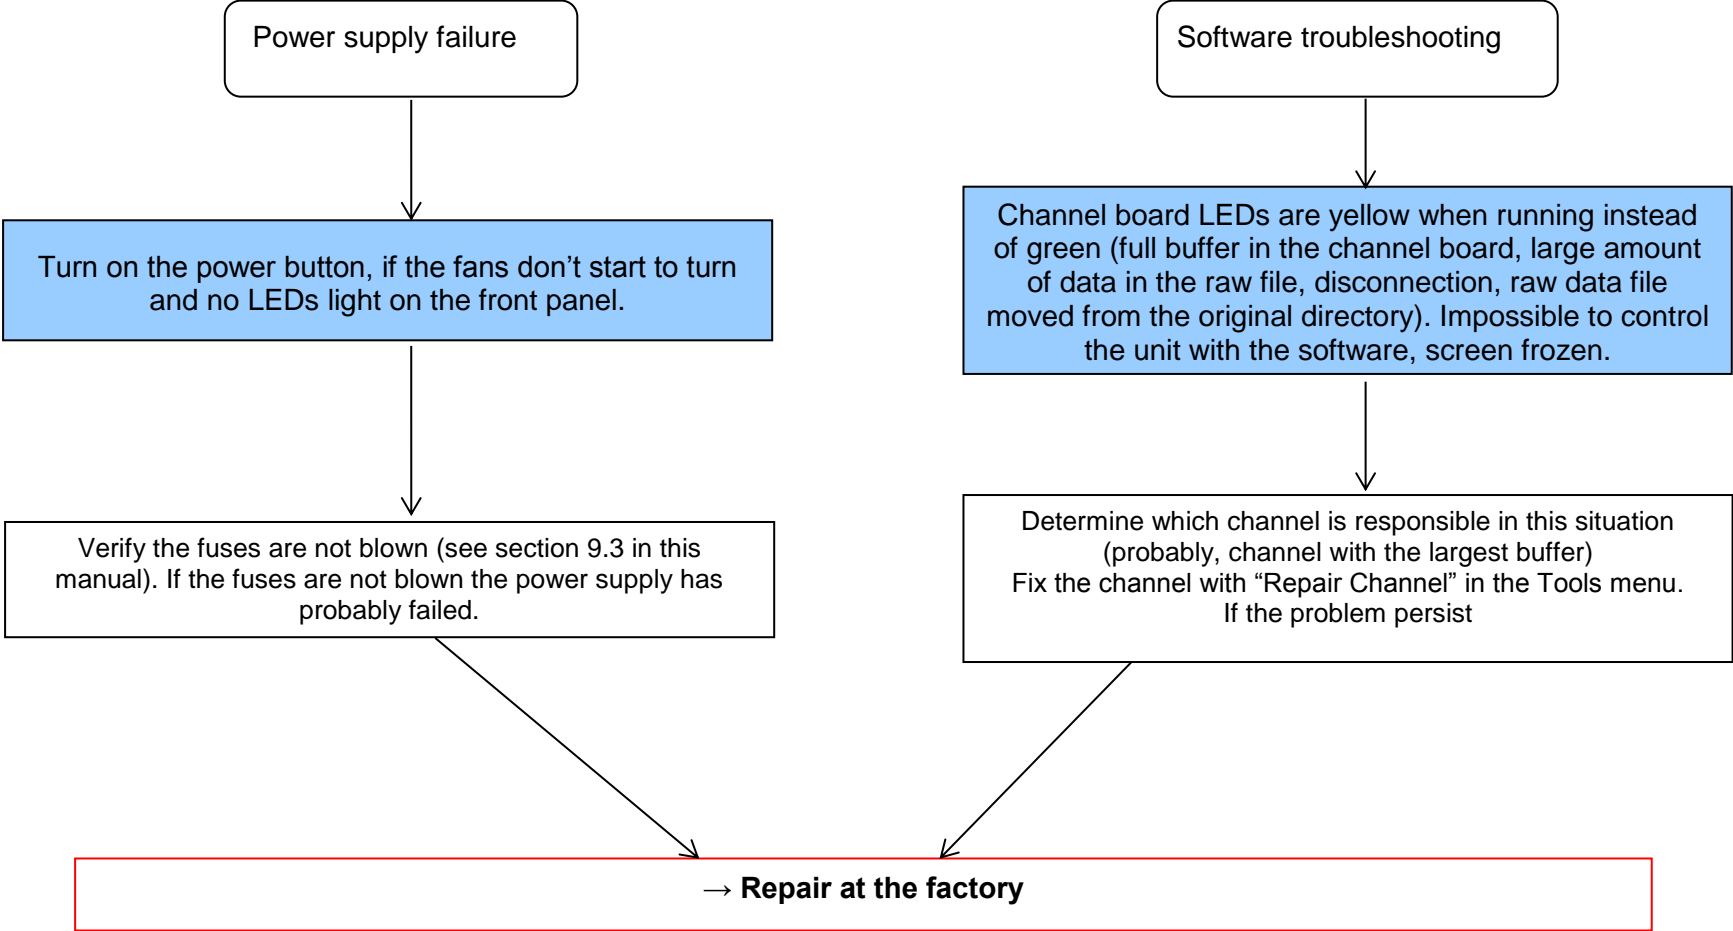 Power supply failure
Turn on the power button, if the fans don’t start to turn
and no LEDs light on the front panel.
Verify the fuses are not blown (see section 9.3 in this
manual). If the fuses are not blown the power supply has
probably failed.
Software troubleshooting
Channel board LEDs are yellow when running instead
of green (full buffer in the channel board, large amount
of data in the raw file, disconnection, raw data file
moved from the original directory). Impossible to control
the unit with the software, screen frozen.
Determine which channel is responsible in this situation
(probably, channel with the largest buffer)
Fix the channel with “Repair Channel” in the Tools menu.
If the problem persist
→ Repair at the factory